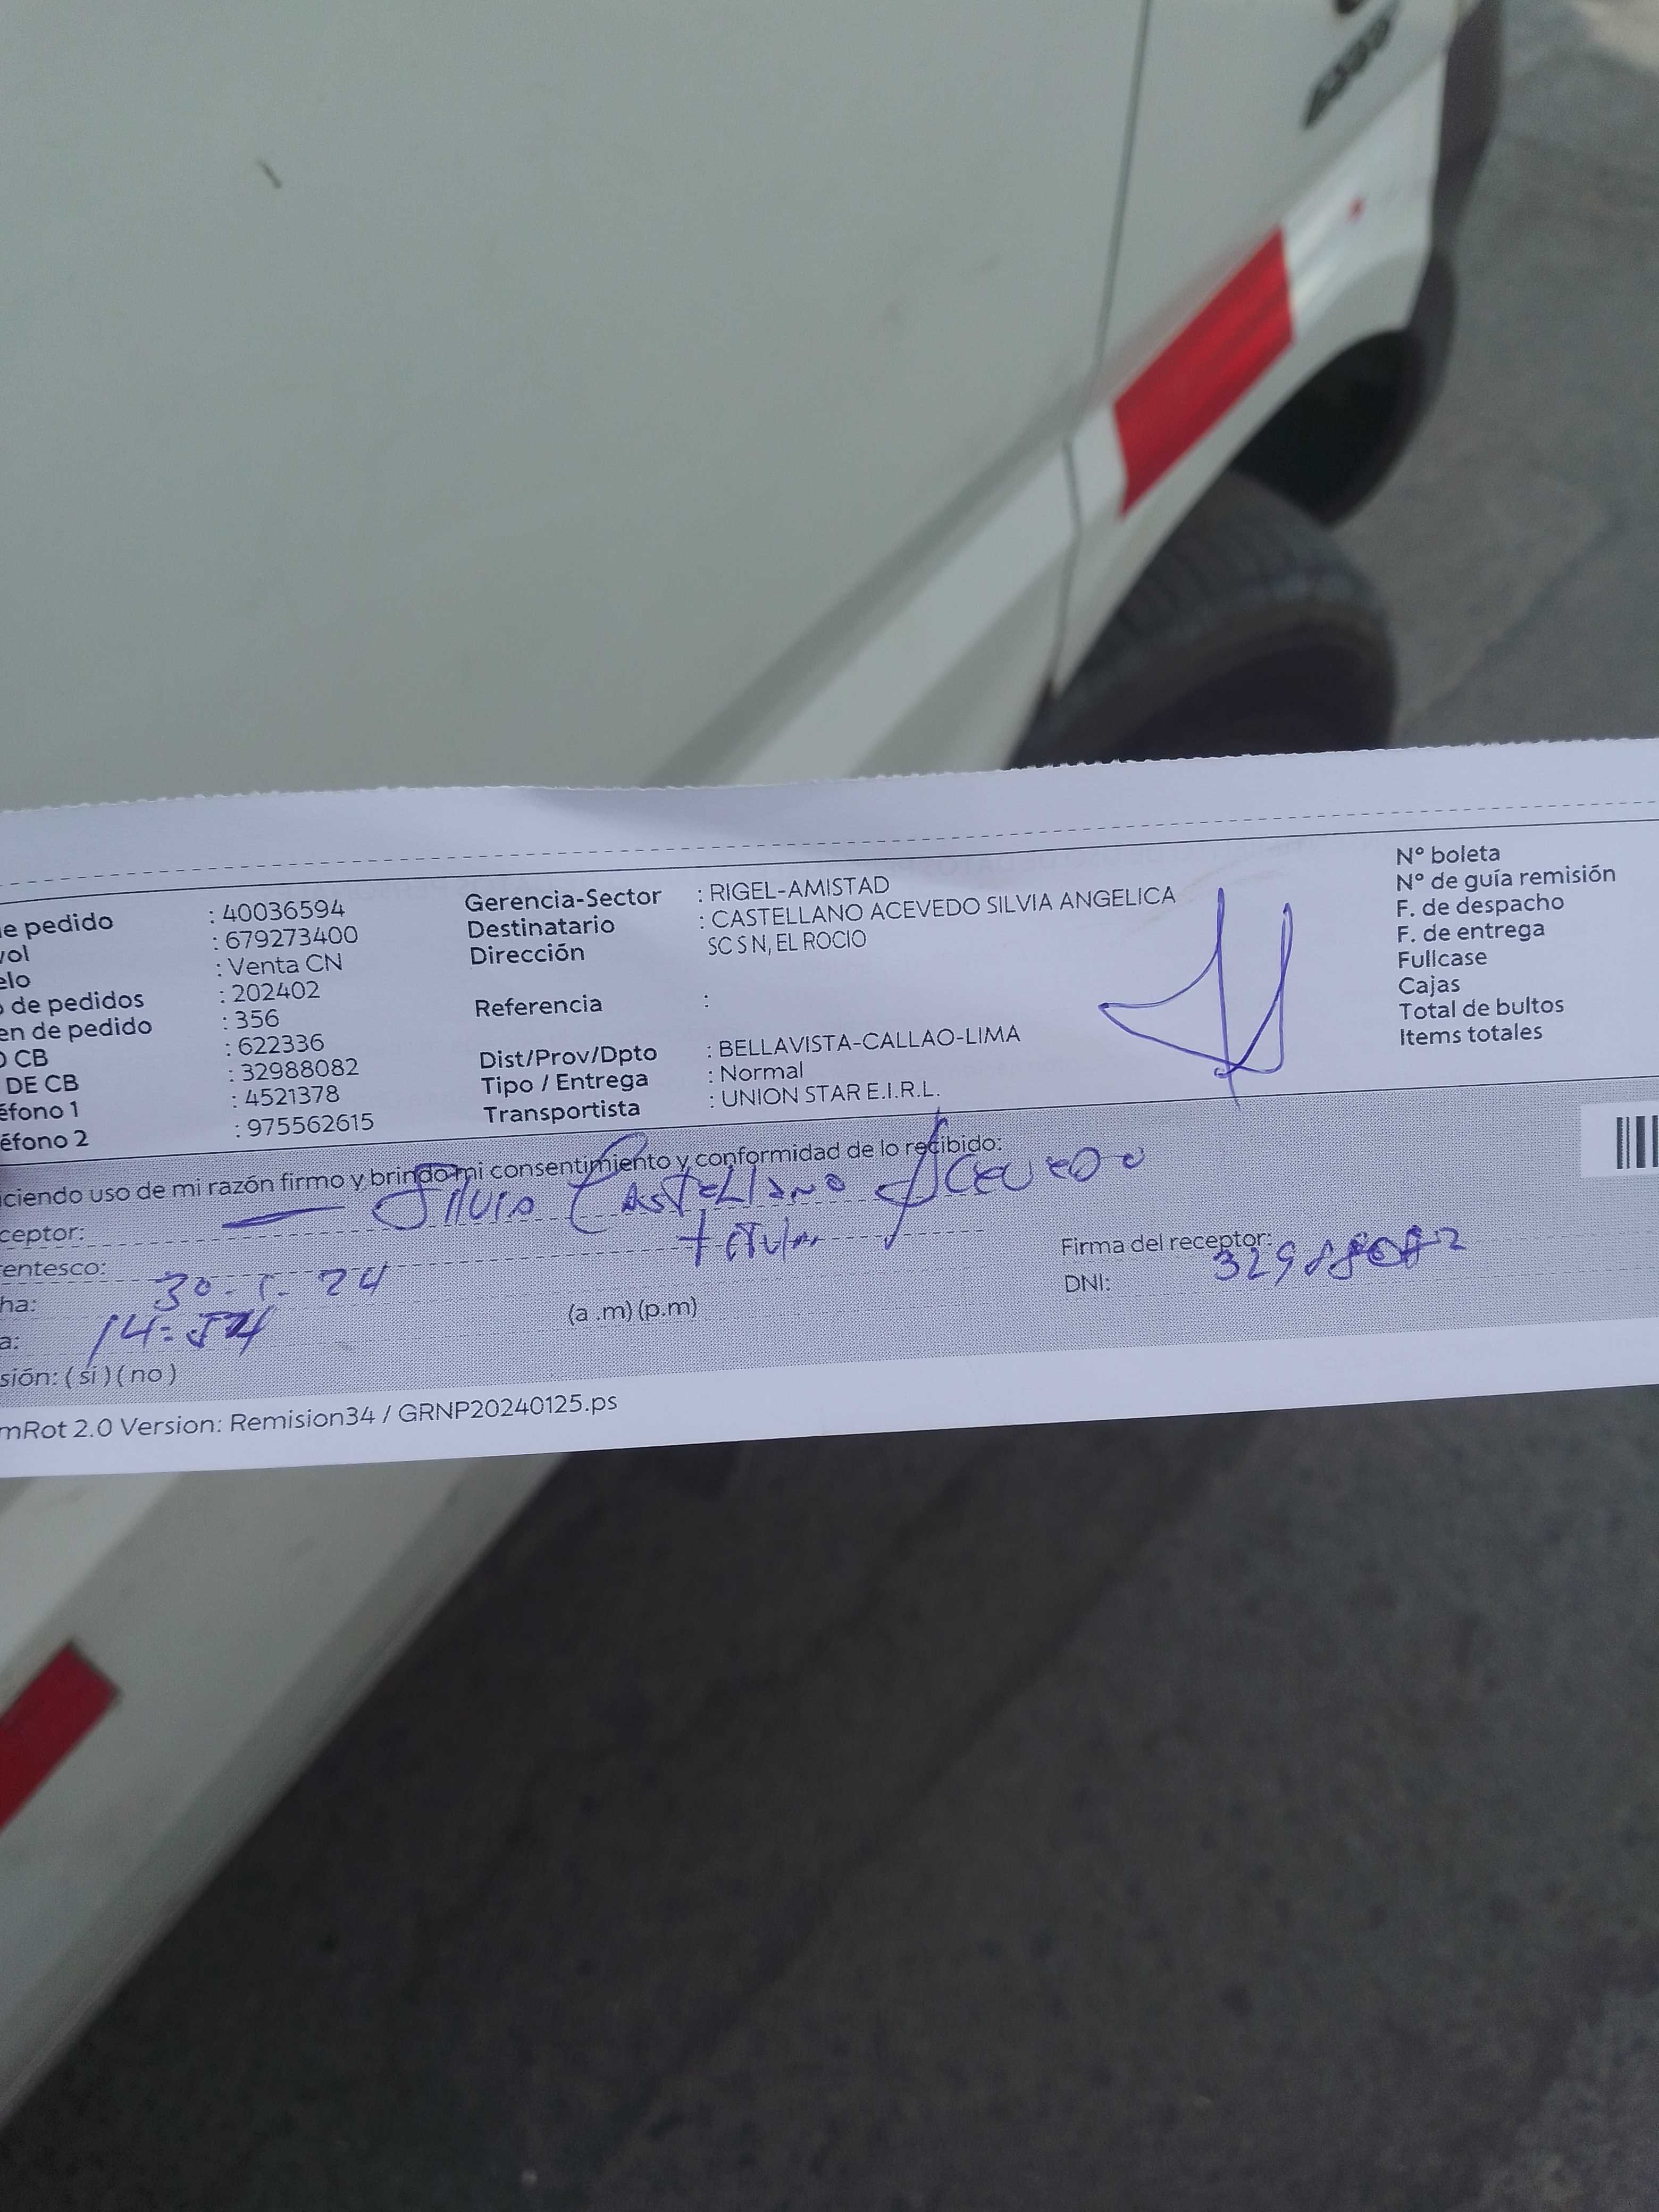 e pedido : 40036594 Gerencia-Sector : RIGEL-AMISTAD Nº boleta
vol : 679273400 Destinatario : CASTELLANO ACEVEDO SILVIA ANGELICA Nº de guía remisión
elo : Venta CN Dirección SC S N, EL ROCIO F. de despacho
o de pedidos : 202402 F. de entrega
en de pedido : 356 Referencia : Fullcase
O CB : 622336 Cajas
DE CB : 32988082 Dist/Prov/Dpto : BELLAVISTA-CALLAO-LIMA Total de bultos
éfono 1 : 4521378 Tipo / Entrega : Normal Items totales
éfono 2 : 975562615 Transportista : UNION STAR E.I.R.L.
ciendo uso de mi razón firmo y brindo mi consentimiento y conformidad de lo recibido:
ceptor: Silvia Castellano Acevedo
entesco: titular Firma del receptor:
ha: 30-1-24 DNI: 32988082
a: 14:54 (a .m) (p.m)
sión: ( si ) ( no )
mRot 2.0 Version: Remision34 / GRNP20240125.ps